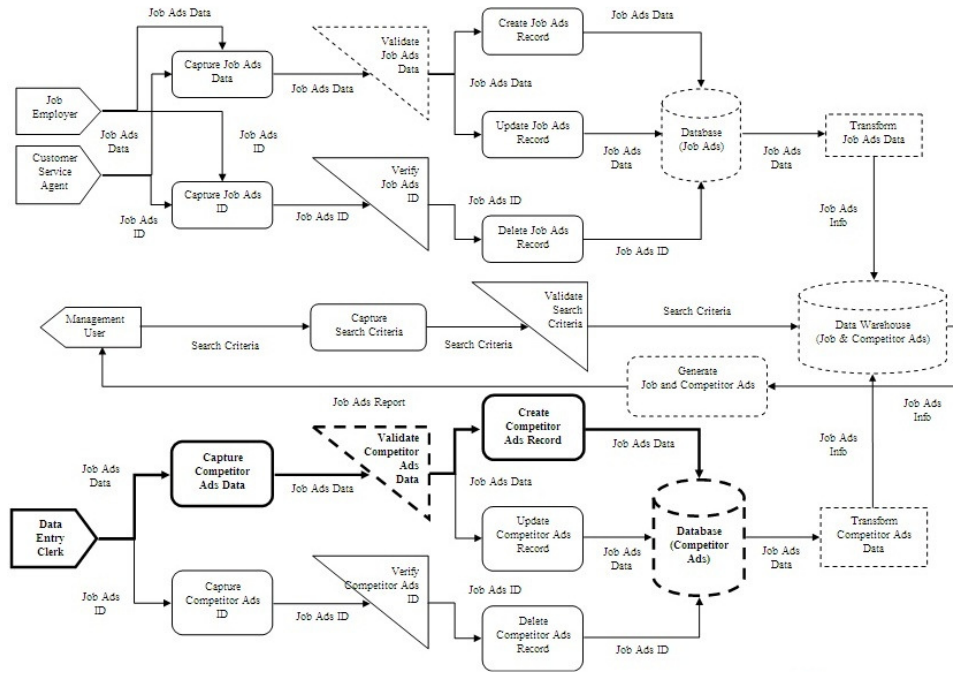 Job Ads Data
Job Ads Data
Create Job Ads
Record
Validate
Job Ads
Data
Capture Job Ads
Data
Job Ads Data
Job Ads Data
Job
Employer
Job Ads
Data
Job Ads
ID
Update Job Ads
Record
Database
(Job Ads)
Job Ads
Data
Job Ads
Data
Transform
Job Ads Data
Customer
Service
Agent
Verify
Job Ads
ID
Capture Job Ads
ID
Job Ads
ID
Job Ads ID
Job Ads ID
Delete Job Ads
Record
Job Ads ID
Job Ads
Info
Management
User
Search Criteria
Capture
Search Criteria
Search Criteria
Validate
Search
Criteria
Search Criteria
Data Warehouse
(Job & Competitor Ads)
Generate
Job and Competitor Ads
Job Ads
Info
Job Ads Report
Create
Competitor
Ads Record
Job Ads Data
Job Ads
Info
Validate
Competitor
Ads
Data
Capture
Competitor
Ads Data
Job Ads
Data
Job Ads Data
Job Ads Data
Data
Entry
Clerk
Update
Competitor Ads
Record
Job Ads
Data
Database
(Competitor
Ads)
Job Ads
Data
Transform
Competitor Ads
Data
Job Ads
ID
Capture
Competitor Ads
ID
Job Ads ID
Verify
Competitor Ads
ID
Job Ads ID
Delete
Competitor Ads
Record
Job Ads ID